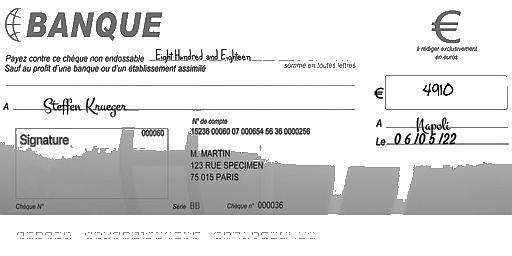 BANQUE
€
à rédiger exclusivement
en euros
Payez contre ce chèque non endossable Eight Hundred and Eighteen
Sauf au profit d'une banque ou d'un établissement assimilé somme en toutes lettres
€ 4910
A Steffen Krueger
A Napoli
Le 06/05/22
N° de compte
000060 15236 00060 07 000654 56 36 0000256
Signature
M. MARTIN
123 RUE SPECIMEN
75 015 PARIS
Chèque N° Série BB Chèque n° 000036